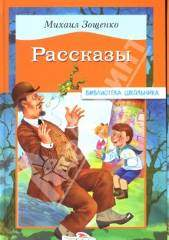 Михаил Зощенко
Рассказы
БИБЛИОТЕКА ШКОЛЬНИКА